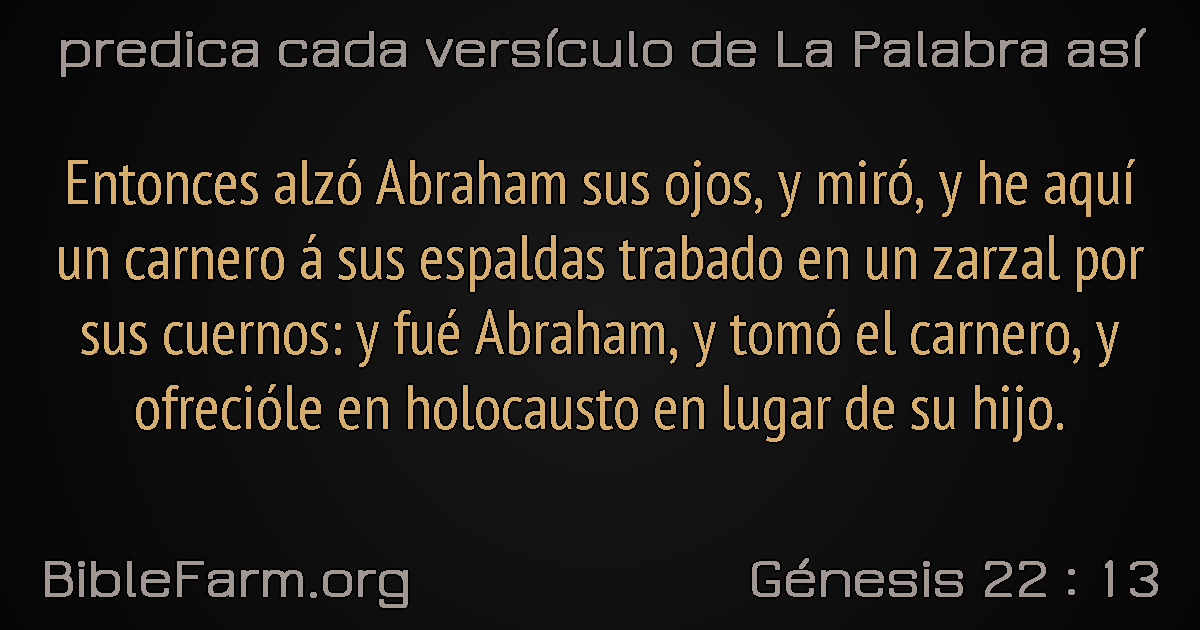 predica cada versículo de La Palabra así
Entonces alzó Abraham sus ojos, y miró, y he aquí
un carnero á sus espaldas trabado en un zarzal por
sus cuernos: y fué Abraham, y tomó el carnero, y
ofrecióle en holocausto en lugar de su hijo.
BibleFarm.org
Génesis 22 : 13